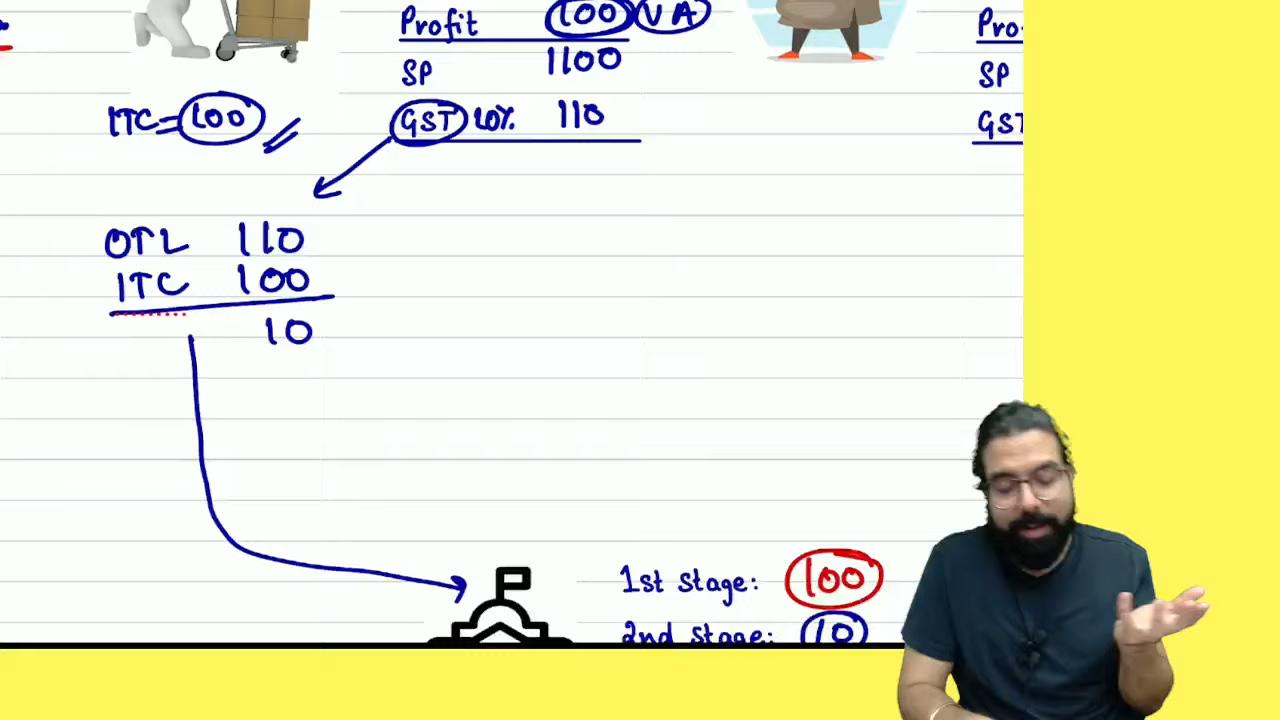 Profit 100 VA
SP 1100
GST 10% 110
ITC = 100
OTL 110
ITC 100
10
1st stage: 100
2nd stage: 10
Pro
SP
GST